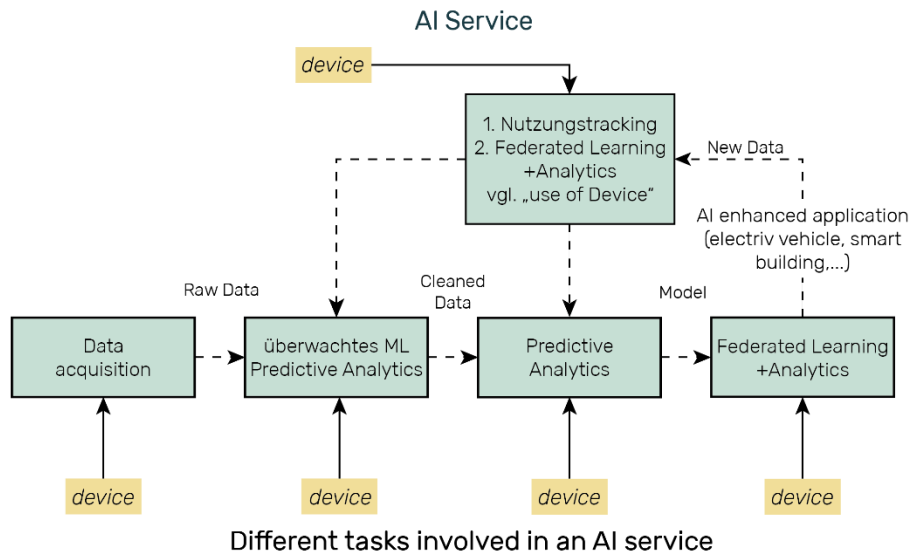 AI Service
device
1. Nutzungstracking
2. Federated Learning
+Analytics
vgl. „use of Device“
New Data
AI enhanced application
(electriv vehicle, smart
building,...)
Raw Data
Cleaned
Data
Model
Data
acquisition
überwachtes ML
Predictive Analytics
Predictive
Analytics
Federated Learning
+Analytics
device
device
device
device
Different tasks involved in an AI service